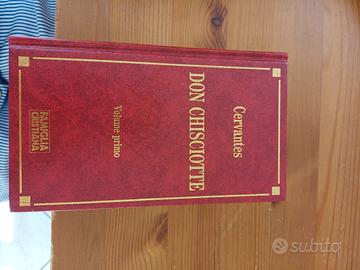 Cervantes
DON CHISCIOTTE
Volume primo
FAMIGLIA
CRISTIANA
subito